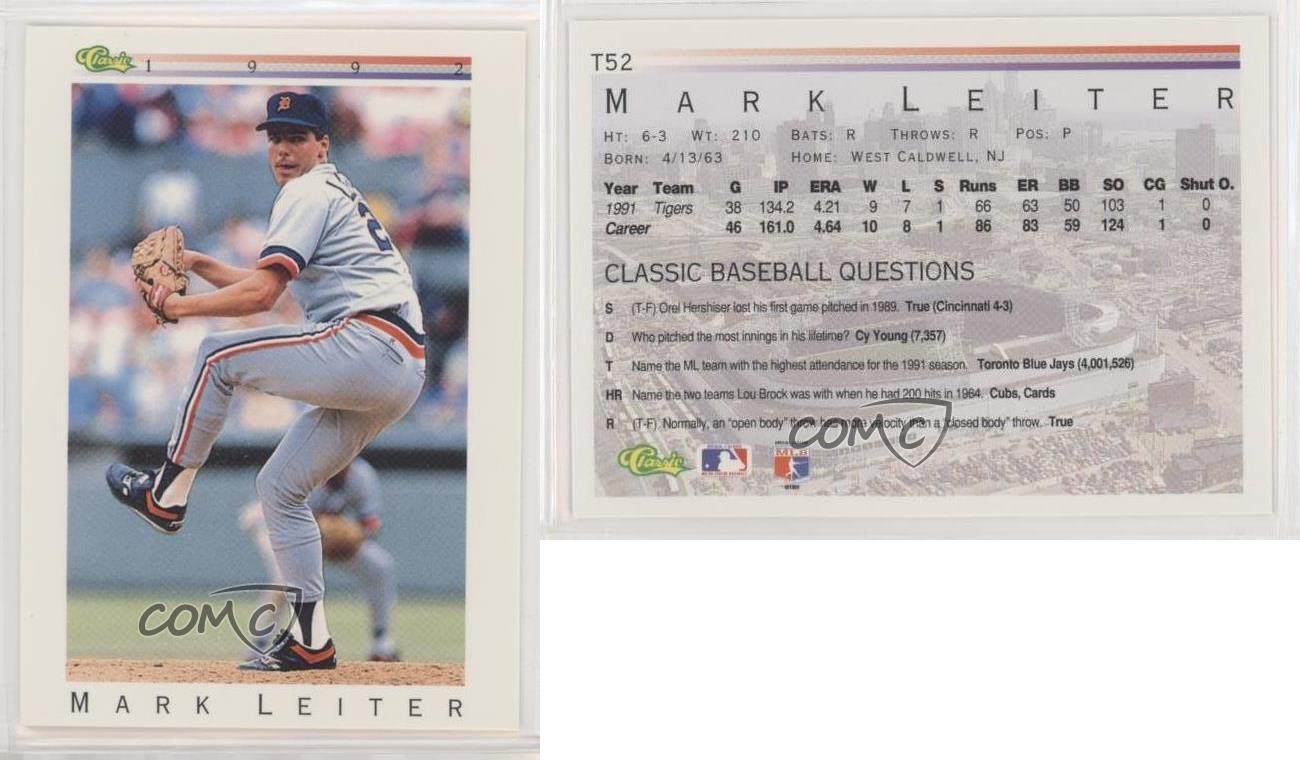 Classic 1 9 9 2
B
2
COMC
MARK LEITER
T52
MARK LEITER
HT: 6-3 WT: 210 BATS: R THROWS: R POS: P
BORN: 4/13/63 HOME: WEST CALDWELL, NJ
Year Team G IP ERA W L S Runs ER BB SO CG Shut O.
1991 Tigers 38 134.2 4.21 9 7 1 66 63 50 103 1 0
Career 46 161.0 4.64 10 8 1 86 83 59 124 1 0
CLASSIC BASEBALL QUESTIONS
S (T-F) Orel Hershiser lost his first game pitched in 1989. True (Cincinnati 4-3)
D Who pitched the most innings in his lifetime? Cy Young (7,357)
T Name the ML team with the highest attendance for the 1991 season. Toronto Blue Jays (4,001,526)
HR Name the two teams Lou Brock was with when he had 200 hits in 1964. Cubs, Cards
R (T-F) Normally, an "open body" throw has more velocity than a "closed body" throw. True
COMC
Classic MLB